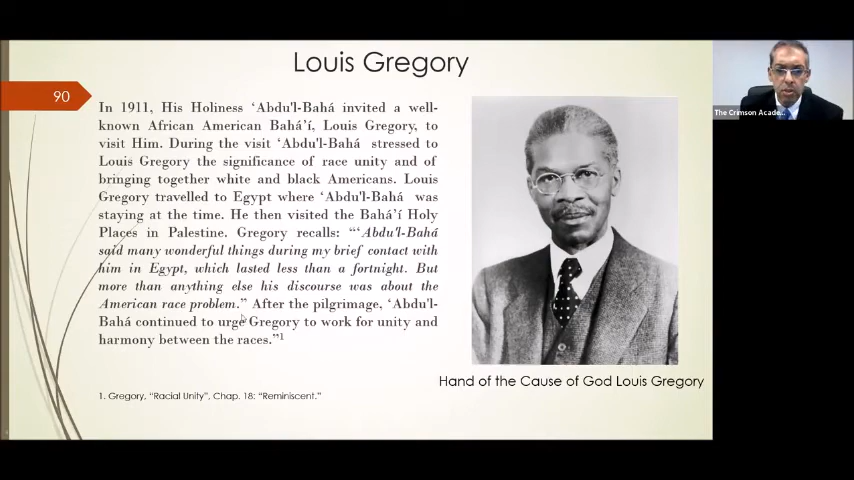 Louis Gregory
90
In 1911, His Holiness ‘Abdu'l-Bahá invited a well-
known African American Bahá’í, Louis Gregory, to
visit Him. During the visit ‘Abdu'l-Bahá stressed to
Louis Gregory the significance of race unity and of
bringing together white and black Americans. Louis
Gregory travelled to Egypt where ‘Abdu'l-Bahá was
staying at the time. He then visited the Bahá’í Holy
Places in Palestine. Gregory recalls: “‘Abdu'l-Bahá
said many wonderful things during my brief contact with
him in Egypt, which lasted less than a fortnight. But
more than anything else his discourse was about the
American race problem.” After the pilgrimage, ‘Abdu'l-
Bahá continued to urge Gregory to work for unity and
harmony between the races.”1
Hand of the Cause of God Louis Gregory
1. Gregory, “Racial Unity”, Chap. 18: “Reminiscent.”
The Crimson Acade...